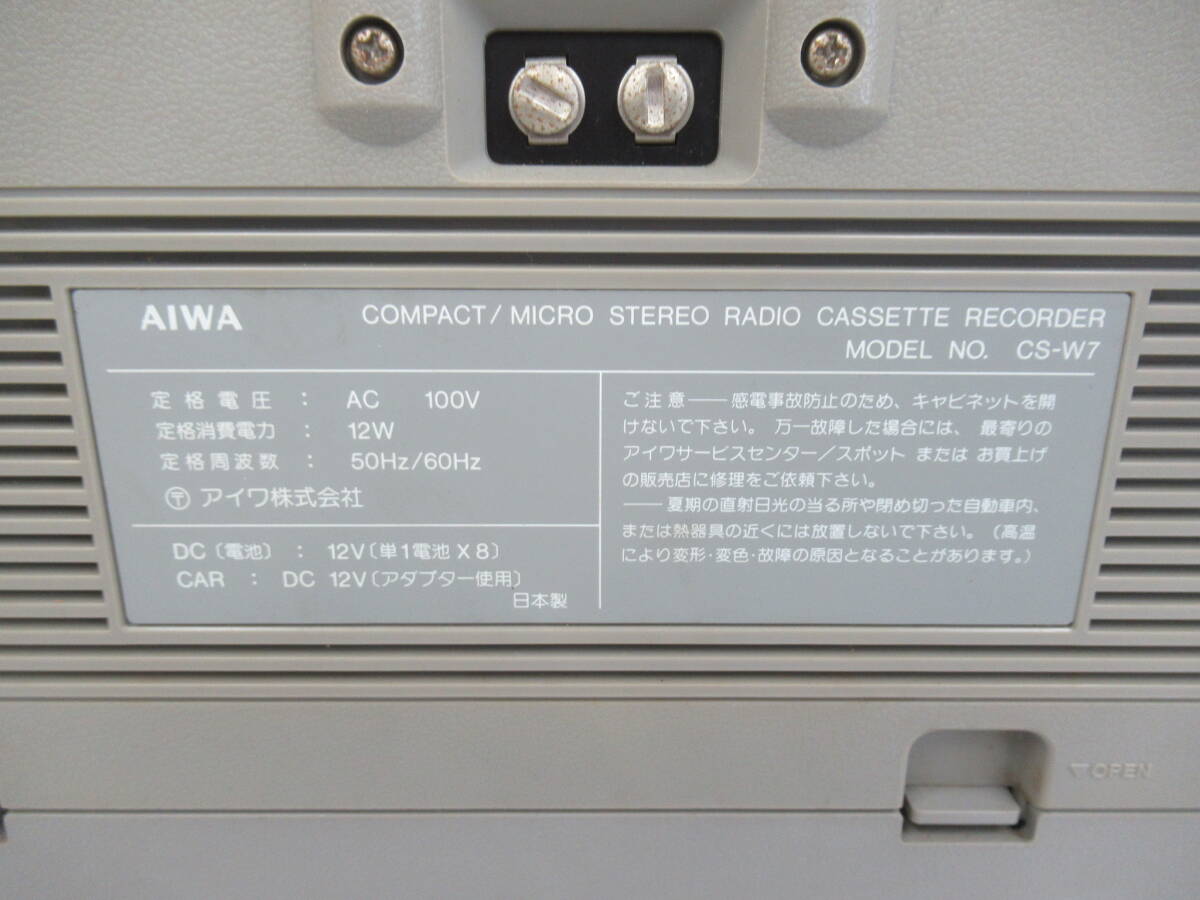 AIWA COMPACT/MICRO STEREO RADIO CASSETTE RECORDER
MODEL NO. CS-W7
定格電圧 : AC 100V
定格消費電力 : 12W
定格周波数 : 50Hz/60Hz
〶 アイワ株式会社
DC〔電池〕 : 12V〔単1電池X8〕
CAR : DC 12V〔アダプター使用〕
日本製
ご注意――感電事故防止のため、キャビネットを開
けないで下さい。万一故障した場合には、最寄りの
アイワサービスセンター/スポット または お買上げ
の販売店に修理をご依頼下さい。
――夏期の直射日光の当る所や閉め切った自動車内、
または熱器具の近くには放置しないで下さい。(高温
により変形・変色・故障の原因となることがあります。)
OPEN